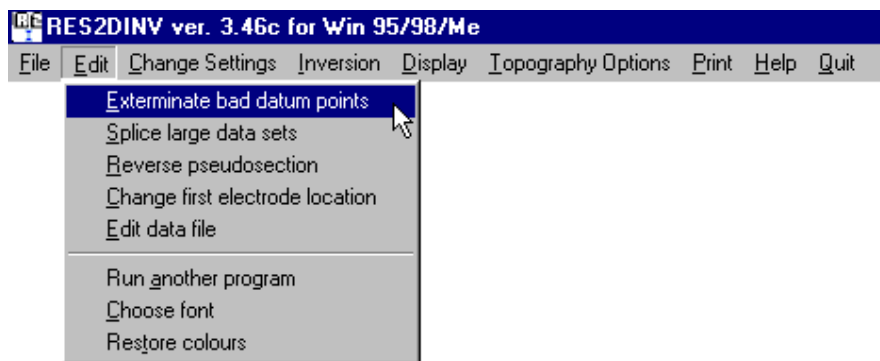 RES2DINV ver. 3.46c for Win 95/98/Me
File Edit Change Settings Inversion Display Topography Options Print Help Quit
Exterminate bad datum points
Splice large data sets
Reverse pseudosection
Change first electrode location
Edit data file
Run another program
Choose font
Restore colours